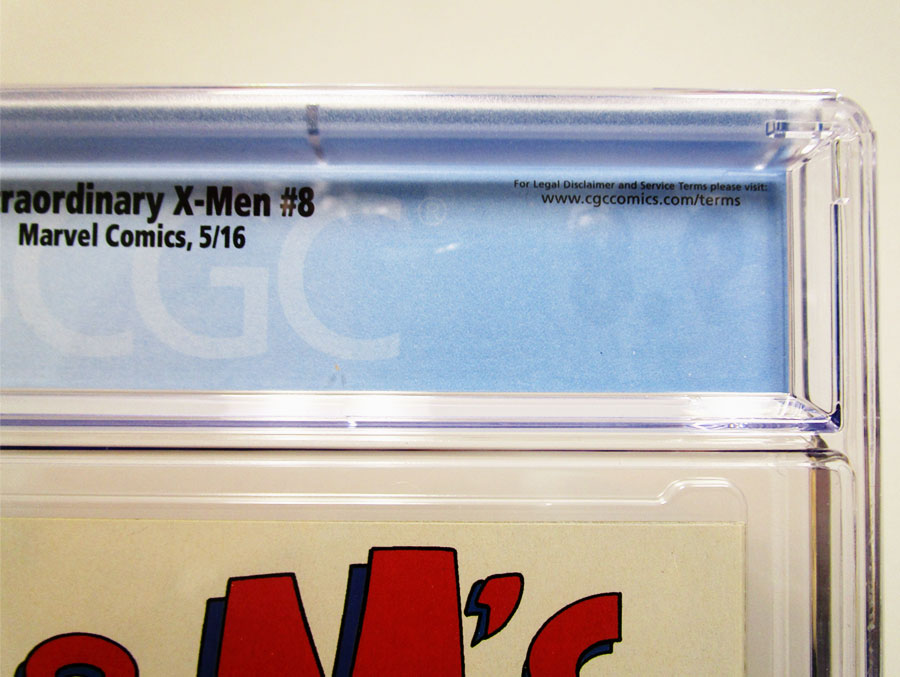 raordinary X-Men #8
Marvel Comics, 5/16
For Legal Disclaimer and Service Terms please visit:
www.cgccomics.com/terms
CGC®
M's